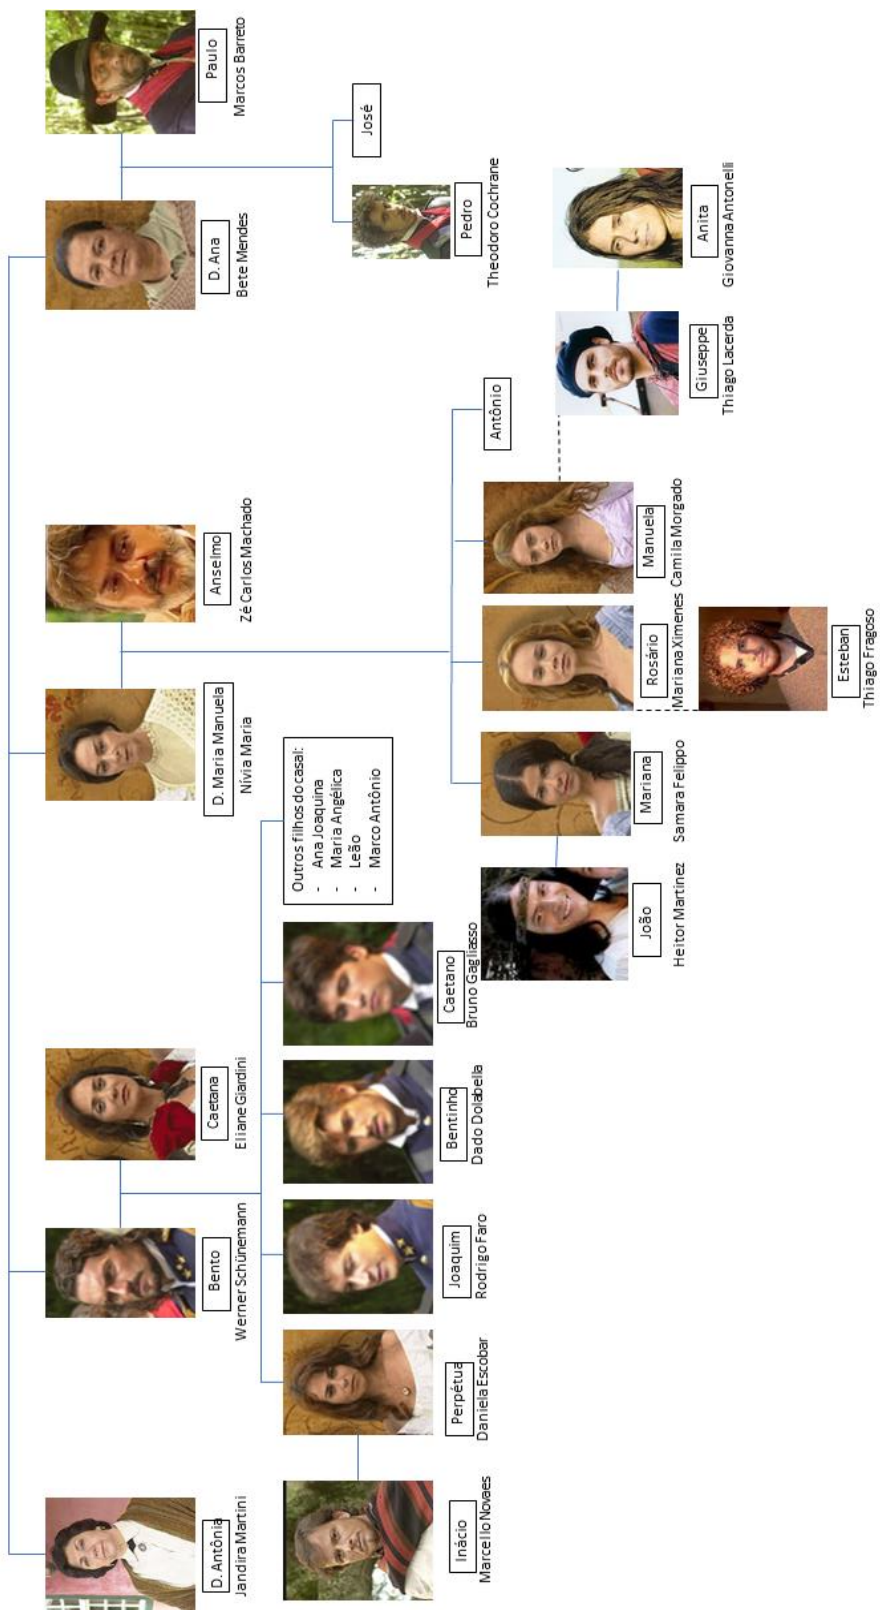 D. Antônia
Jandira Martini
Bento
Werner Schünemann
Caetana
Eliane Giardini
D. Maria Manuela
Nívia Maria
Anselmo
Zé Carlos Machado
D. Ana
Bete Mendes
Paulo
Marcos Barreto
Inácio
Marcello Novaes
Perpétua
Daniela Escobar
Joaquim
Rodrigo Faro
Bentinho
Dado Dolabella
Caetano
Bruno Gagliasso
Outros filhos do casal:
- Ana Joaquina
- Maria Angélica
- Leão
- Marco Antônio
Pedro
Theodoro Cochrane
José
João
Heitor Martinez
Mariana
Samara Felippo
Rosário
Mariana Ximenes
Manuela
Camila Morgado
Antônio
Giuseppe
Thiago Lacerda
Anita
Giovanna Antonelli
Esteban
Thiago Fragoso